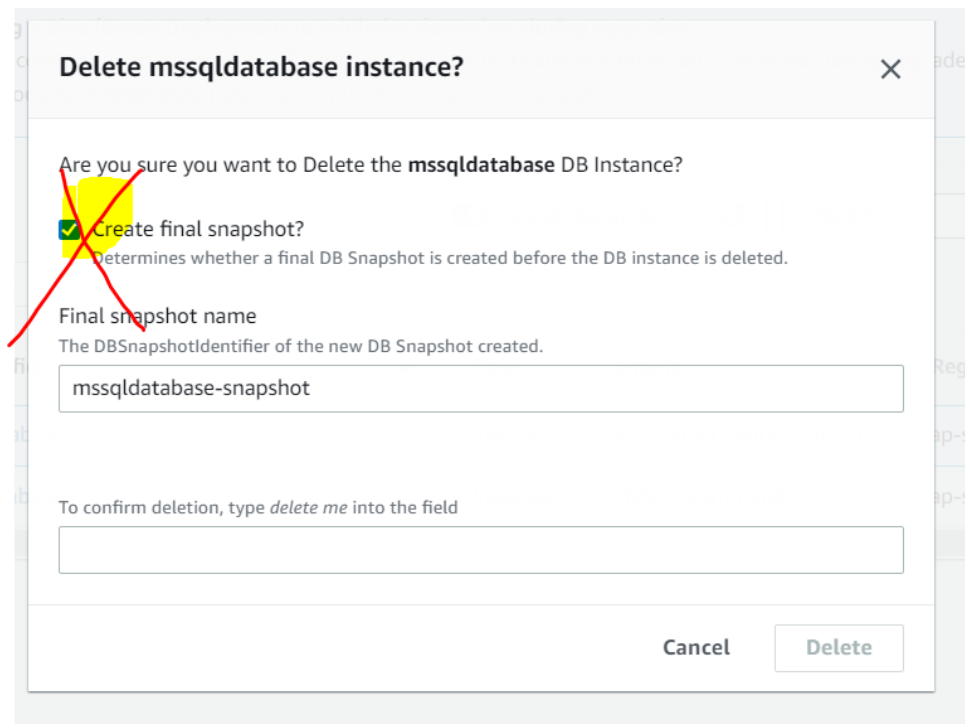 Delete mssqldatabase instance?
Are you sure you want to Delete the mssqldatabase DB Instance?
Create final snapshot?
Determines whether a final DB Snapshot is created before the DB instance is deleted.
Final snapshot name
The DBSnapshotIdentifier of the new DB Snapshot created.
mssqldatabase-snapshot
To confirm deletion, type delete me into the field
Cancel
Delete